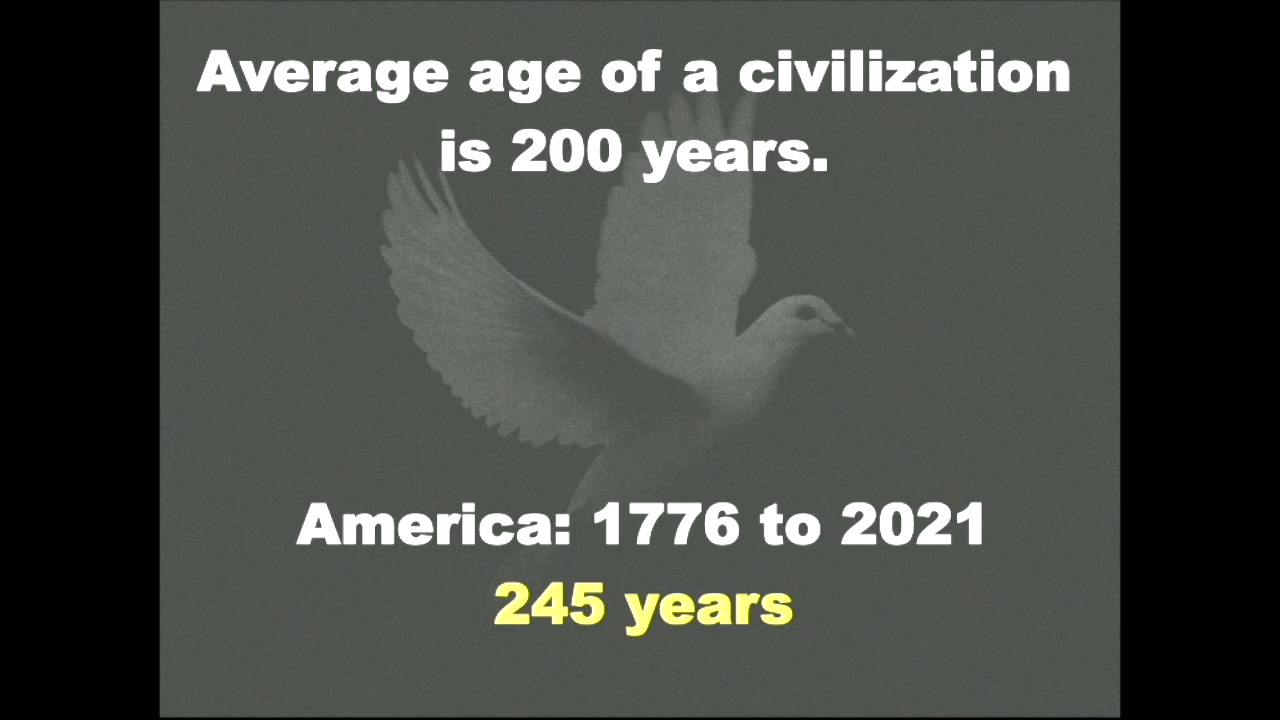 Average age of a civilization
is 200 years.
America: 1776 to 2021
245 years